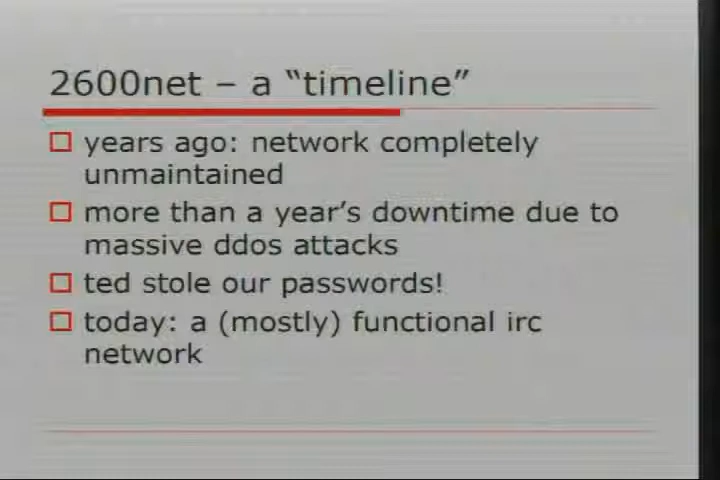 2600net – a “timeline”
years ago: network completely
unmaintained
more than a year’s downtime due to
massive ddos attacks
ted stole our passwords!
today: a (mostly) functional irc
network